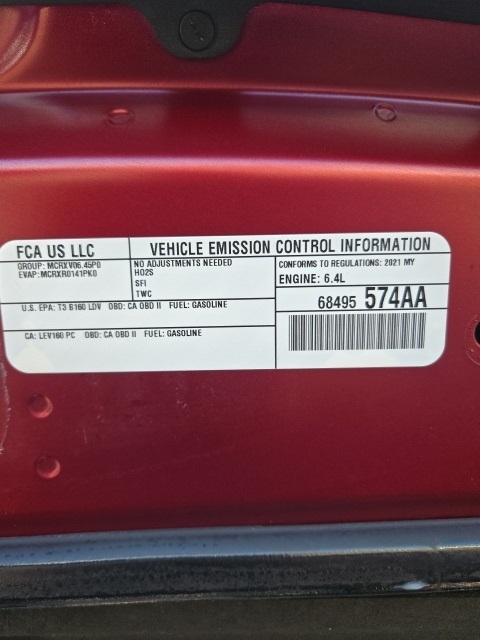 FCA US LLC
VEHICLE EMISSION CONTROL INFORMATION
GROUP: MCRXV06.45P0
EVAP: MCRXR0141PK0
NO ADJUSTMENTS NEEDED
HO2S
SFI
TWC
CONFORMS TO REGULATIONS: 2021 MY
ENGINE: 6.4L
U.S. EPA: T3 B160 LDV OBD: CA OBD II FUEL: GASOLINE
68495 574AA
CA: LEV160 PC OBD: CA OBD II FUEL: GASOLINE